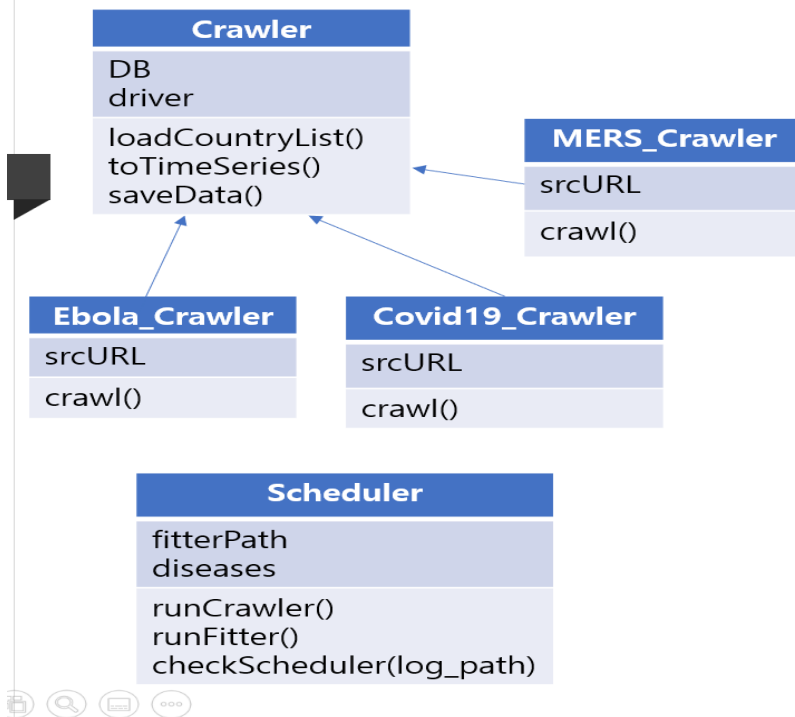 Crawler
DB
driver
loadCountryList()
toTimeSeries()
saveData()
MERS_Crawler
srcURL
crawl()
Ebola_Crawler
srcURL
crawl()
Covid19_Crawler
srcURL
crawl()
Scheduler
fitterPath
diseases
runCrawler()
runFitter()
checkScheduler(log_path)